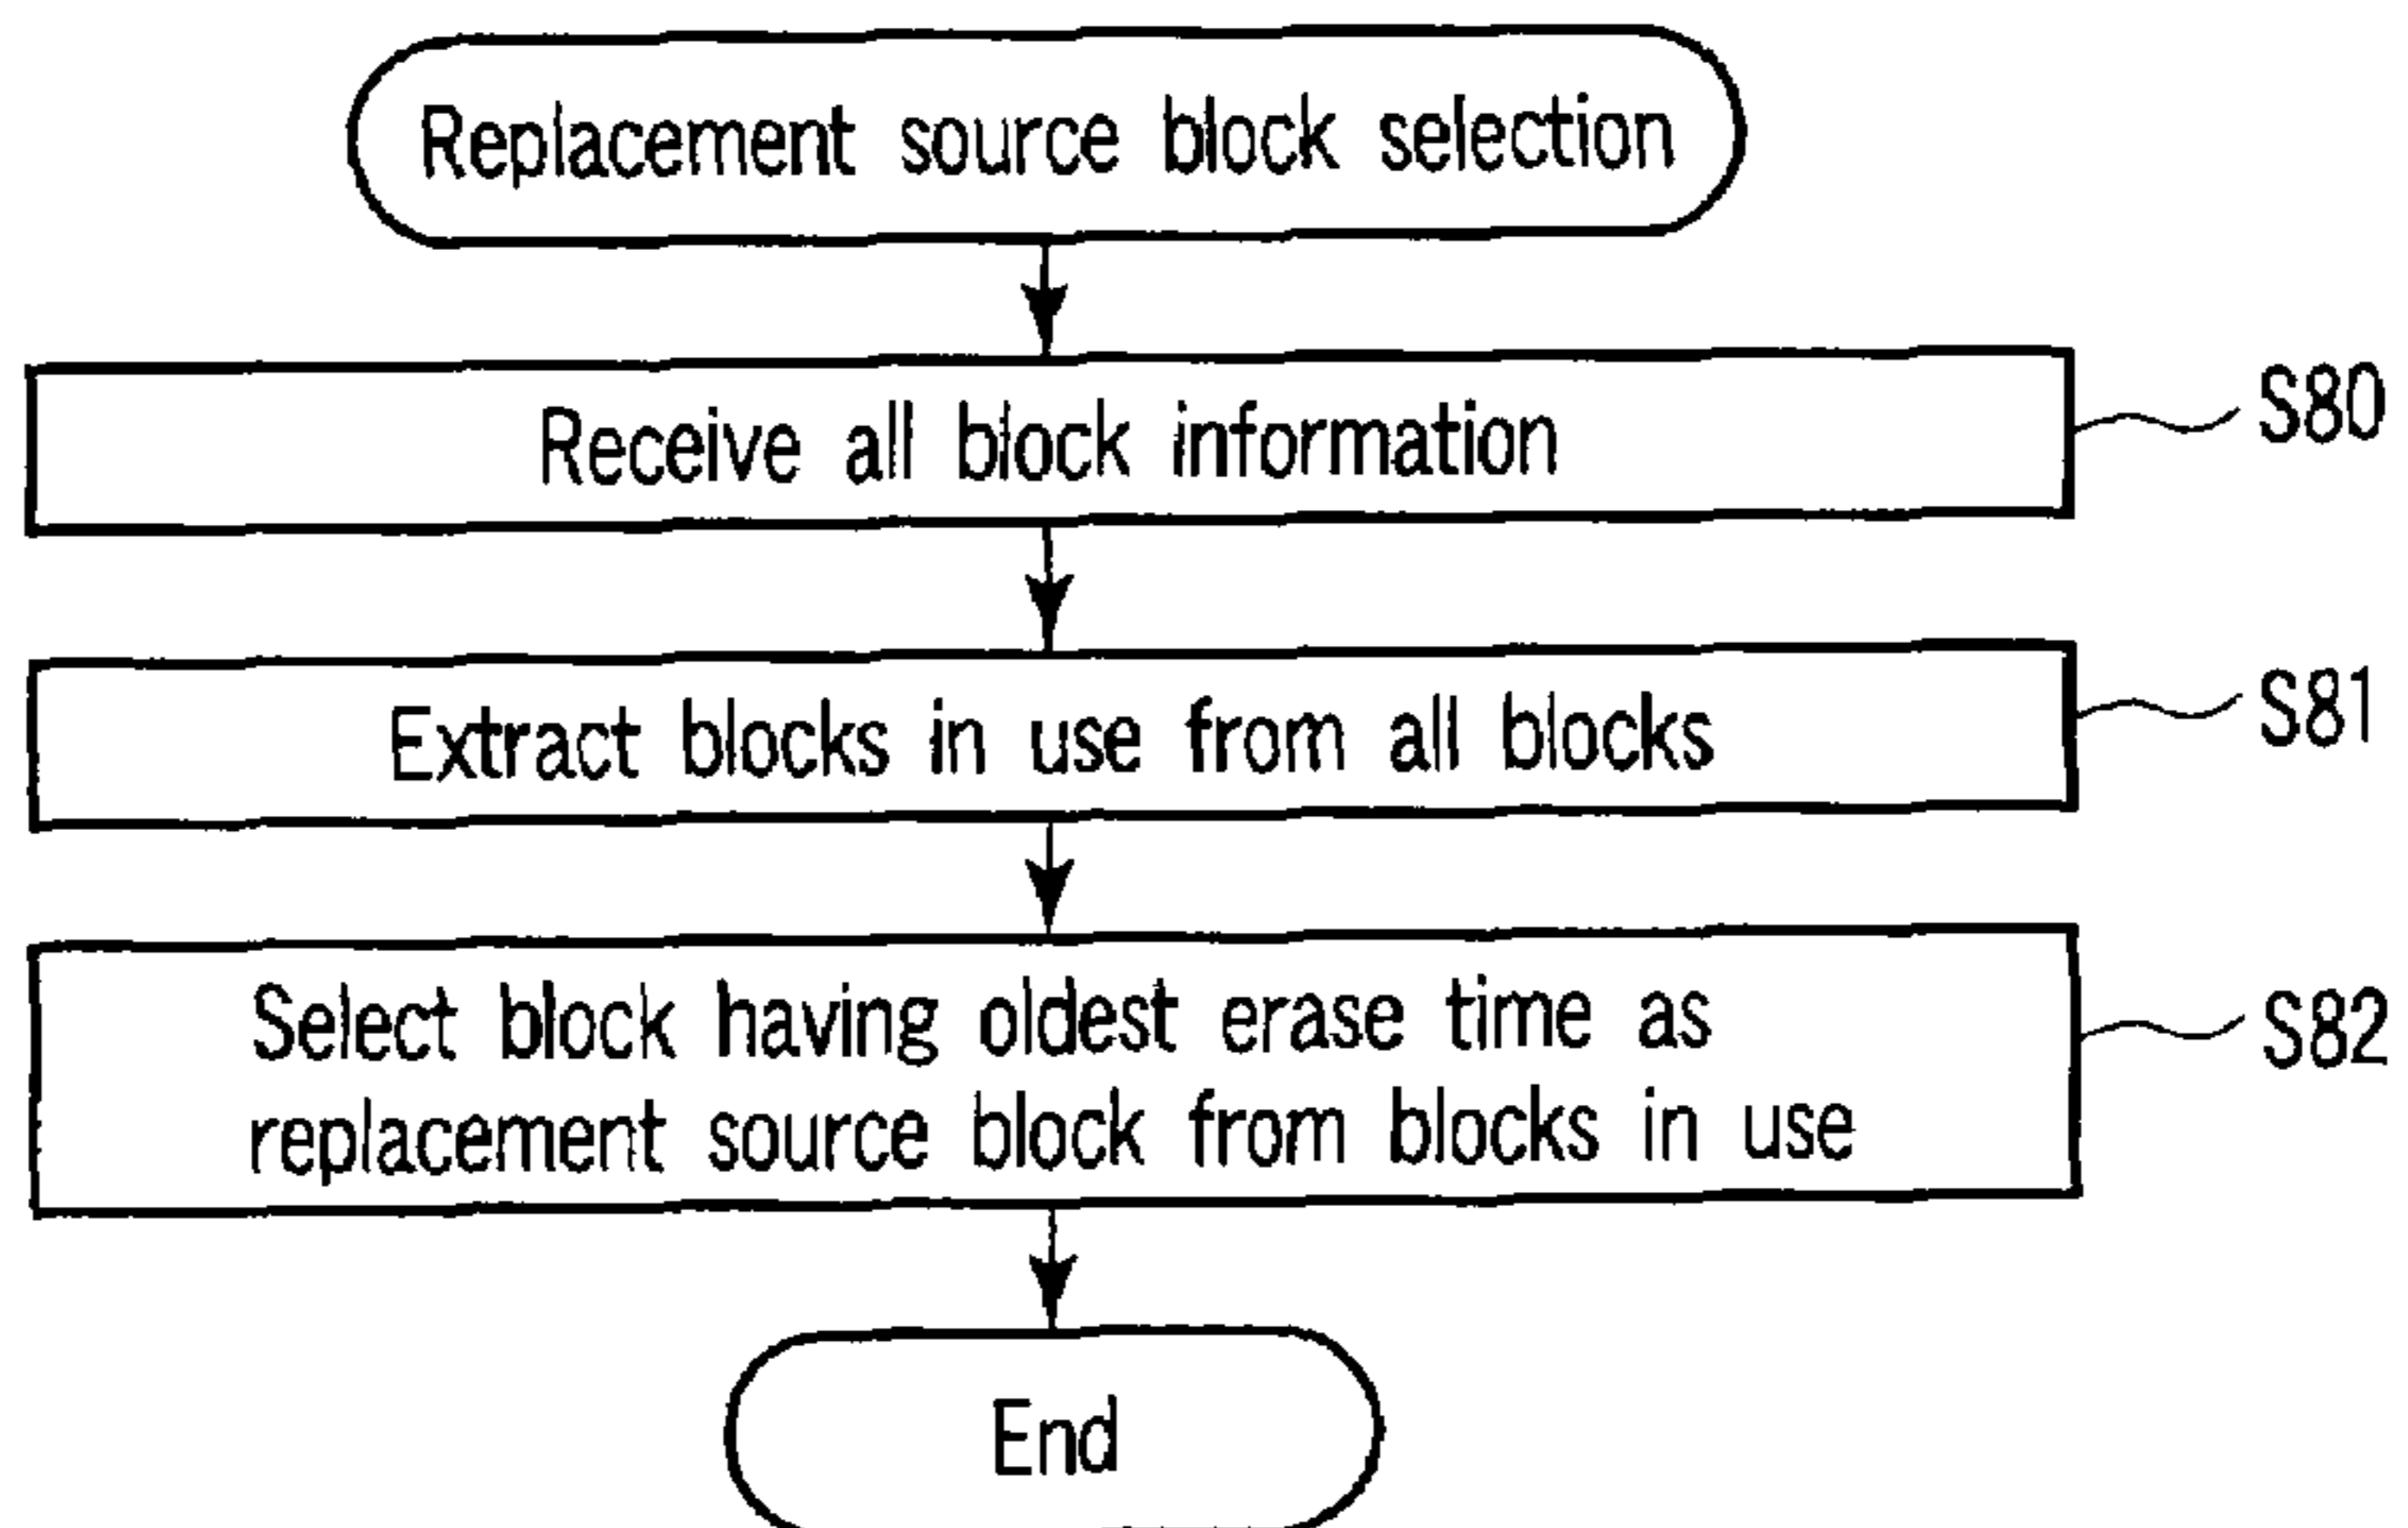 Replacement source block selection
Receive all block information
S80
Extract blocks in use from all blocks
S81
Select block having oldest erase time as
replacement source block from blocks in use
S82
End